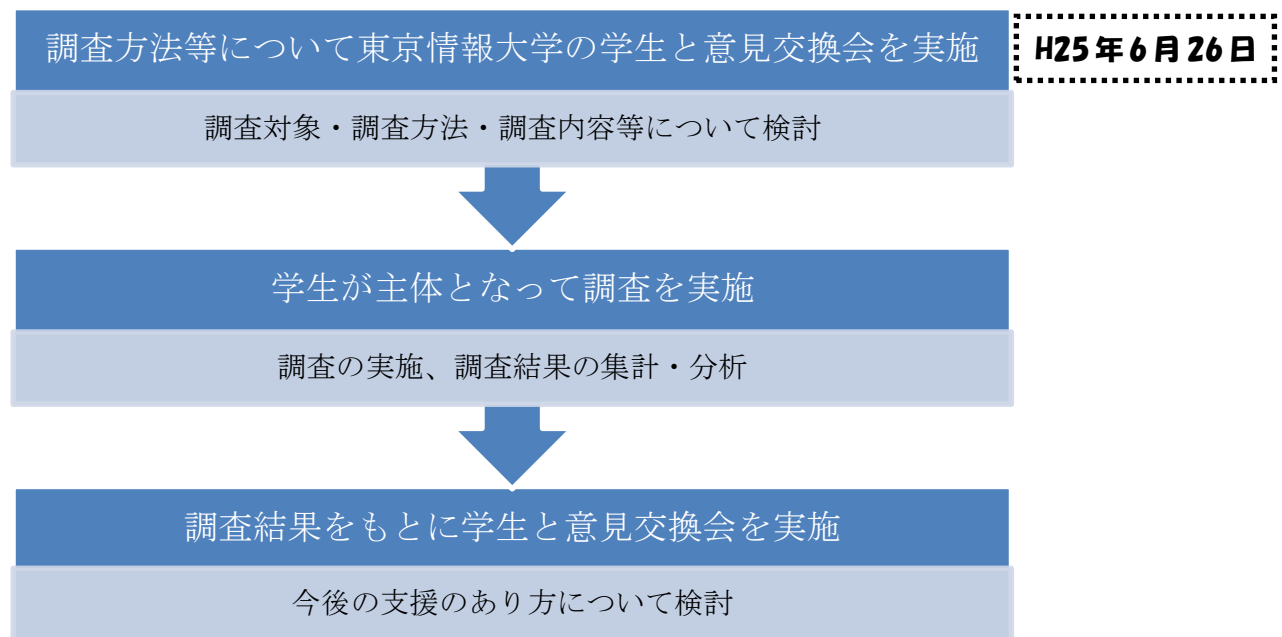 調査方法等について東京情報大学の学生と意見交換会を実施
H25年6月26日
調査対象・調査方法・調査内容等について検討
学生が主体となって調査を実施
調査の実施、調査結果の集計・分析
調査結果をもとに学生と意見交換会を実施
今後の支援のあり方について検討